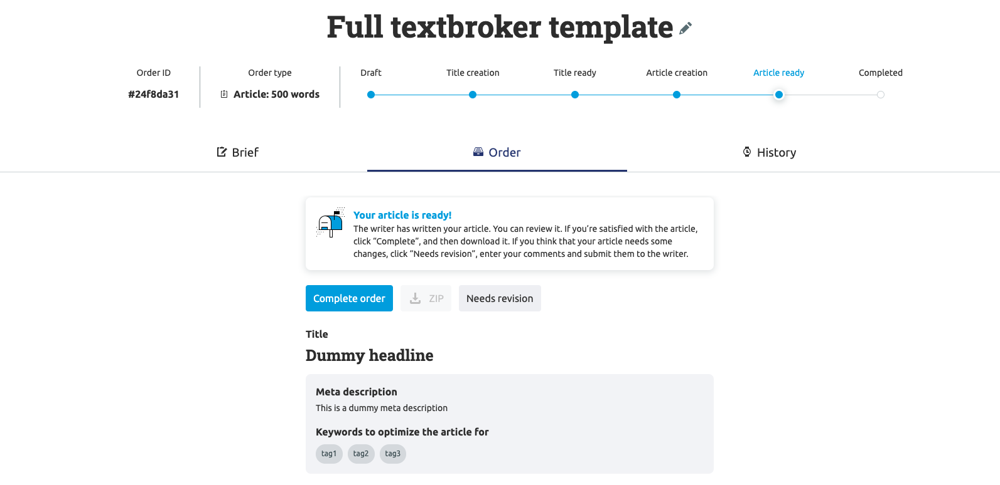 Full textbroker template
Order ID
#24f8da31
Order type
Article: 500 words
Draft
Title creation
Title ready
Article creation
Article ready
Completed
Brief
Order
History
Your article is ready!
The writer has written your article. You can review it. If you’re satisfied with the article,
click “Complete”, and then download it. If you think that your article needs some
changes, click “Needs revision”, enter your comments and submit them to the writer.
Complete order
ZIP
Needs revision
Title
Dummy headline
Meta description
This is a dummy meta description
Keywords to optimize the article for
tag1 tag2 tag3